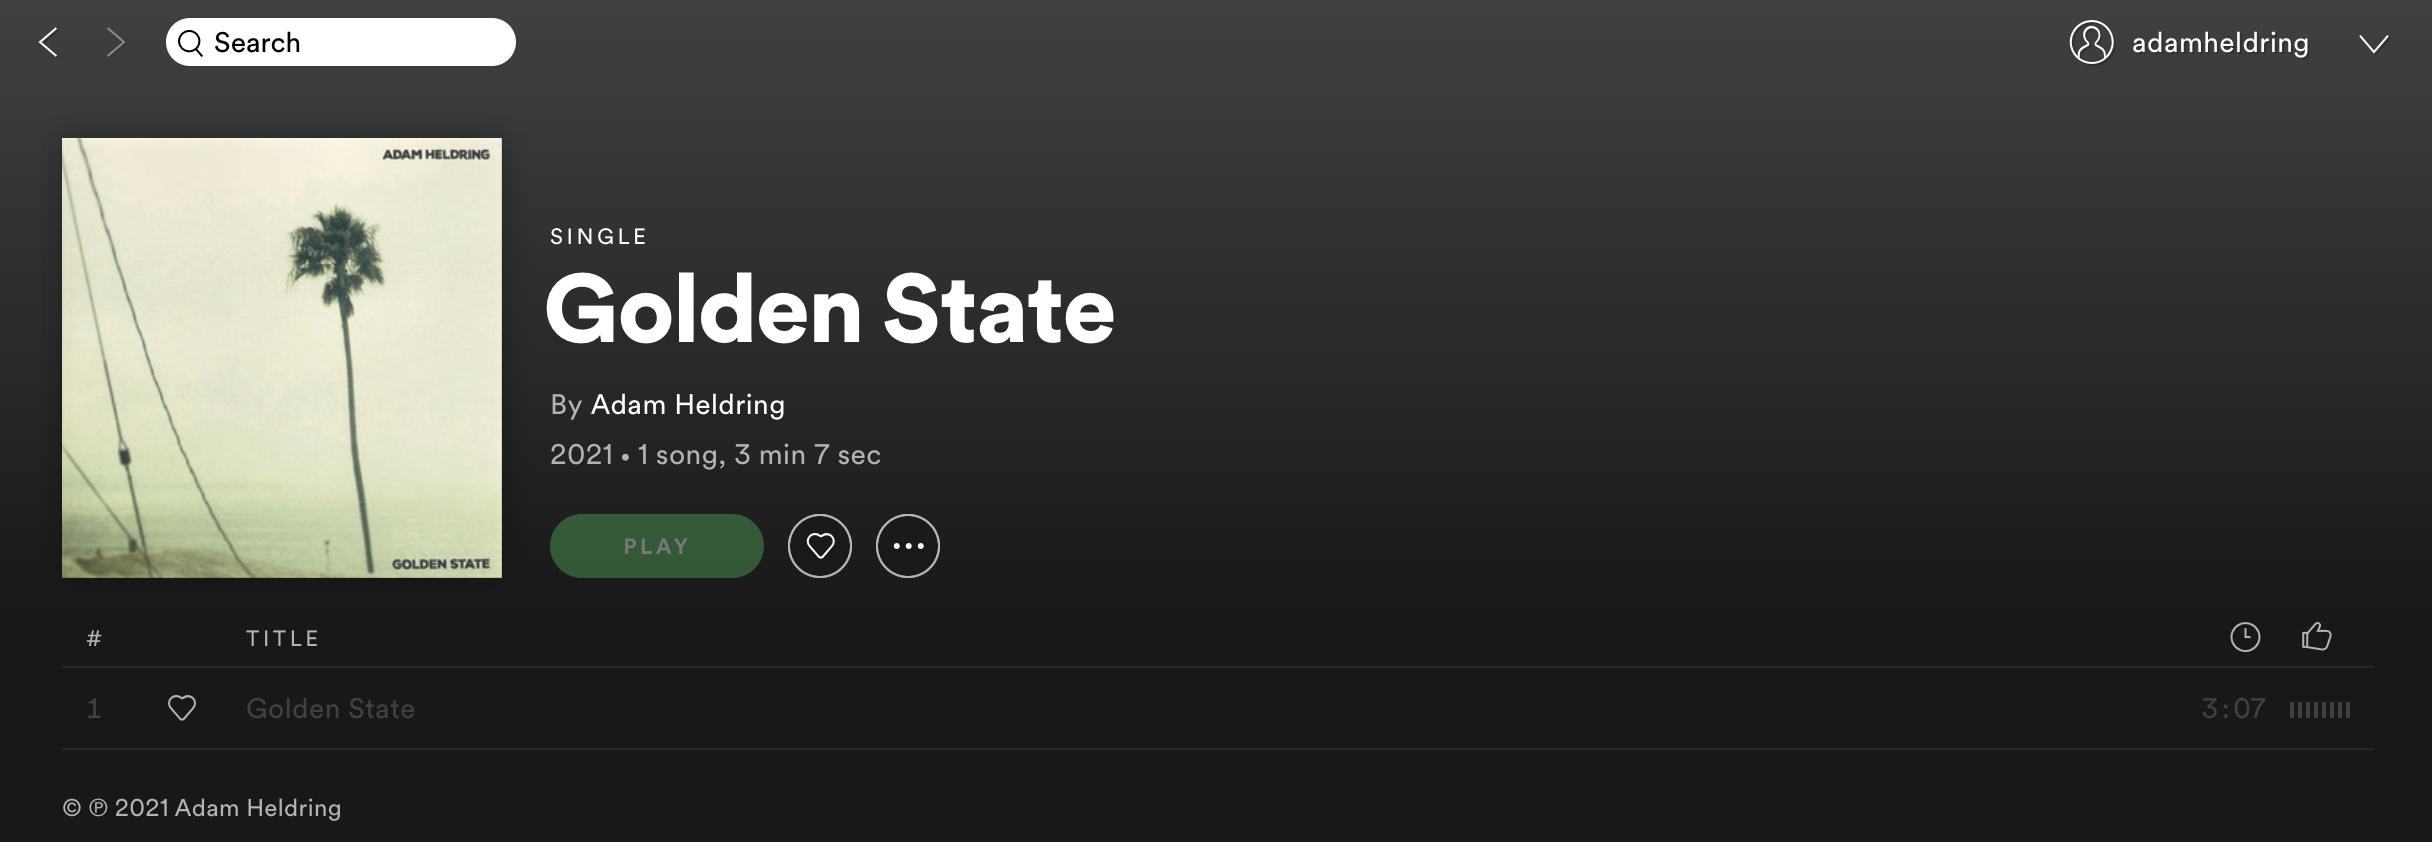 Search
adamheldring
ADAM HELDRING
GOLDEN STATE
SINGLE
Golden State
By Adam Heldring
2021 • 1 song, 3 min 7 sec
PLAY
# TITLE
1 Golden State 3:07
© ℗ 2021 Adam Heldring